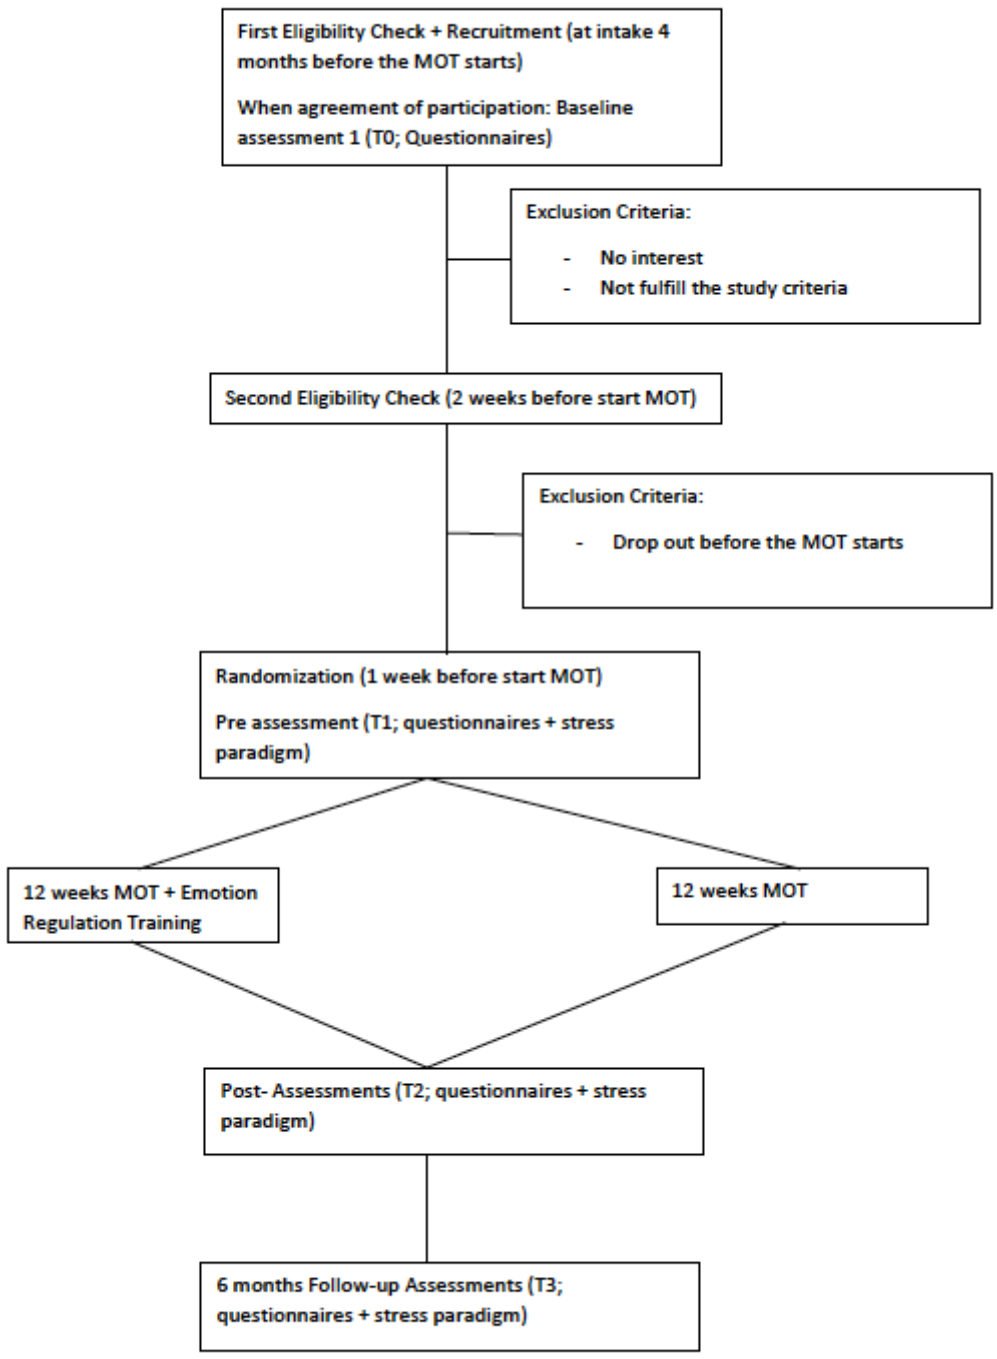 First Eligibility Check + Recruitment (at intake 4
months before the MOT starts)
When agreement of participation: Baseline
assessment 1 (T0; Questionnaires)
Exclusion Criteria:
- No interest
- Not fulfill the study criteria
Second Eligibility Check (2 weeks before start MOT)
Exclusion Criteria:
- Drop out before the MOT starts
Randomization (1 week before start MOT)
Pre assessment (T1; questionnaires + stress
paradigm)
12 weeks MOT + Emotion
Regulation Training
12 weeks MOT
Post- Assessments (T2; questionnaires + stress
paradigm)
6 months Follow-up Assessments (T3;
questionnaires + stress paradigm)